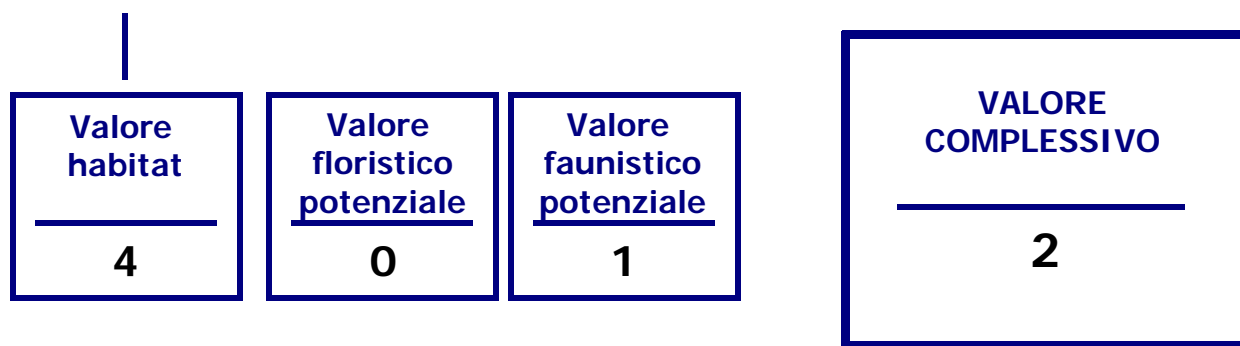 Valore
habitat
4
Valore
floristico
potenziale
0
Valore
faunistico
potenziale
1
VALORE
COMPLESSIVO
2